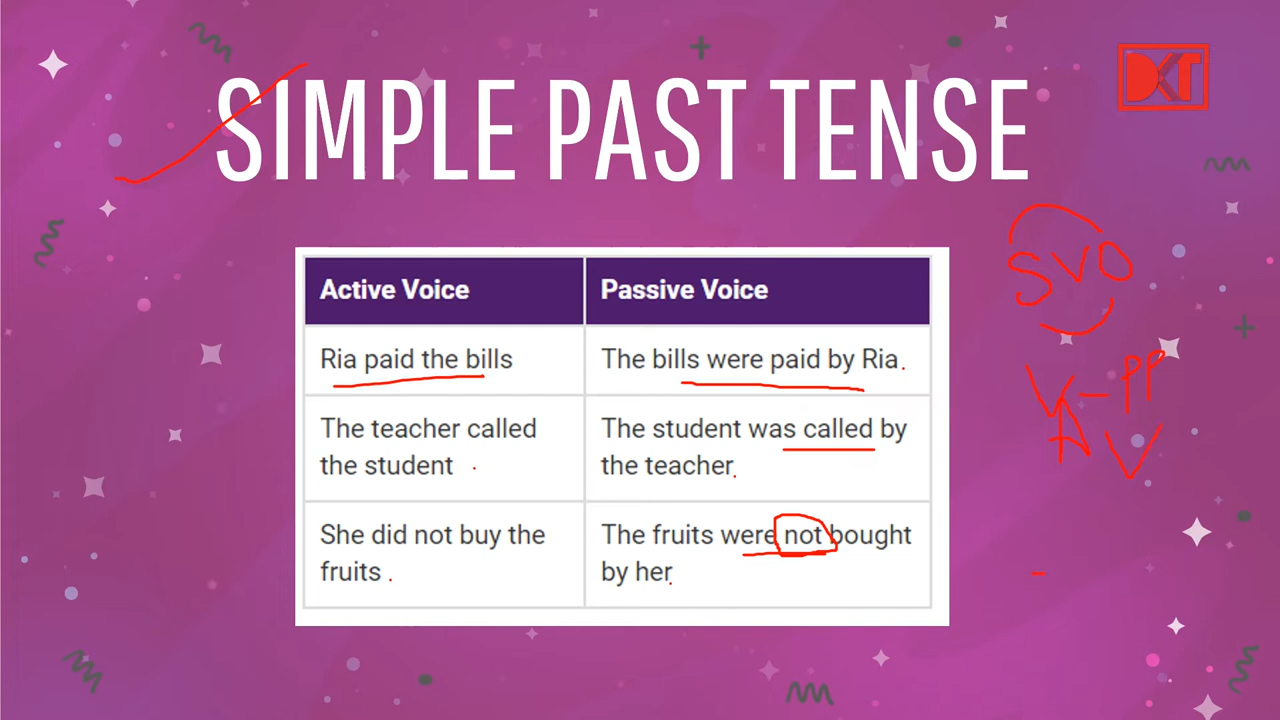 SIMPLE PAST TENSE
DKT
Active Voice
Passive Voice
Ria paid the bills
The bills were paid by Ria.
The teacher called
the student
The student was called by
the teacher.
She did not buy the
fruits.
The fruits were not bought
by her.
SVO
V - PP
V